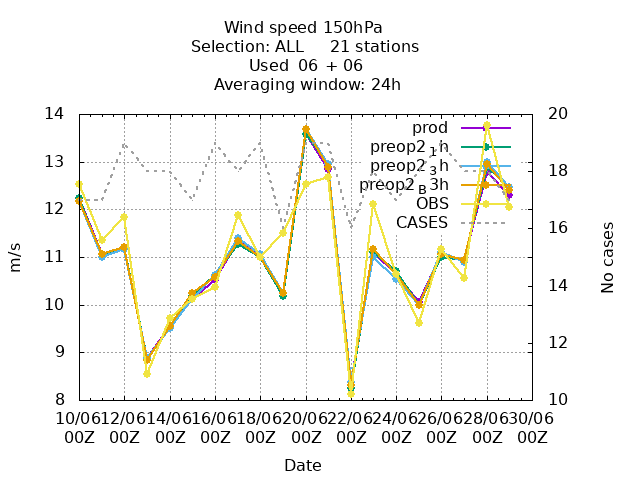 Wind speed 150hPa
Selection: ALL 21 stations
Used 06 + 06
Averaging window: 24h
14
13
12
11
10
9
8
m/s
20
18
16
14
12
10
No cases
prod
preop2_1h
preop2_3h
preop2_B3h
OBS
CASES
10/06 12/06 14/06 16/06 18/06 20/06 22/06 24/06 26/06 28/06 30/06
00Z 00Z 00Z 00Z 00Z 00Z 00Z 00Z 00Z 00Z 00Z
Date